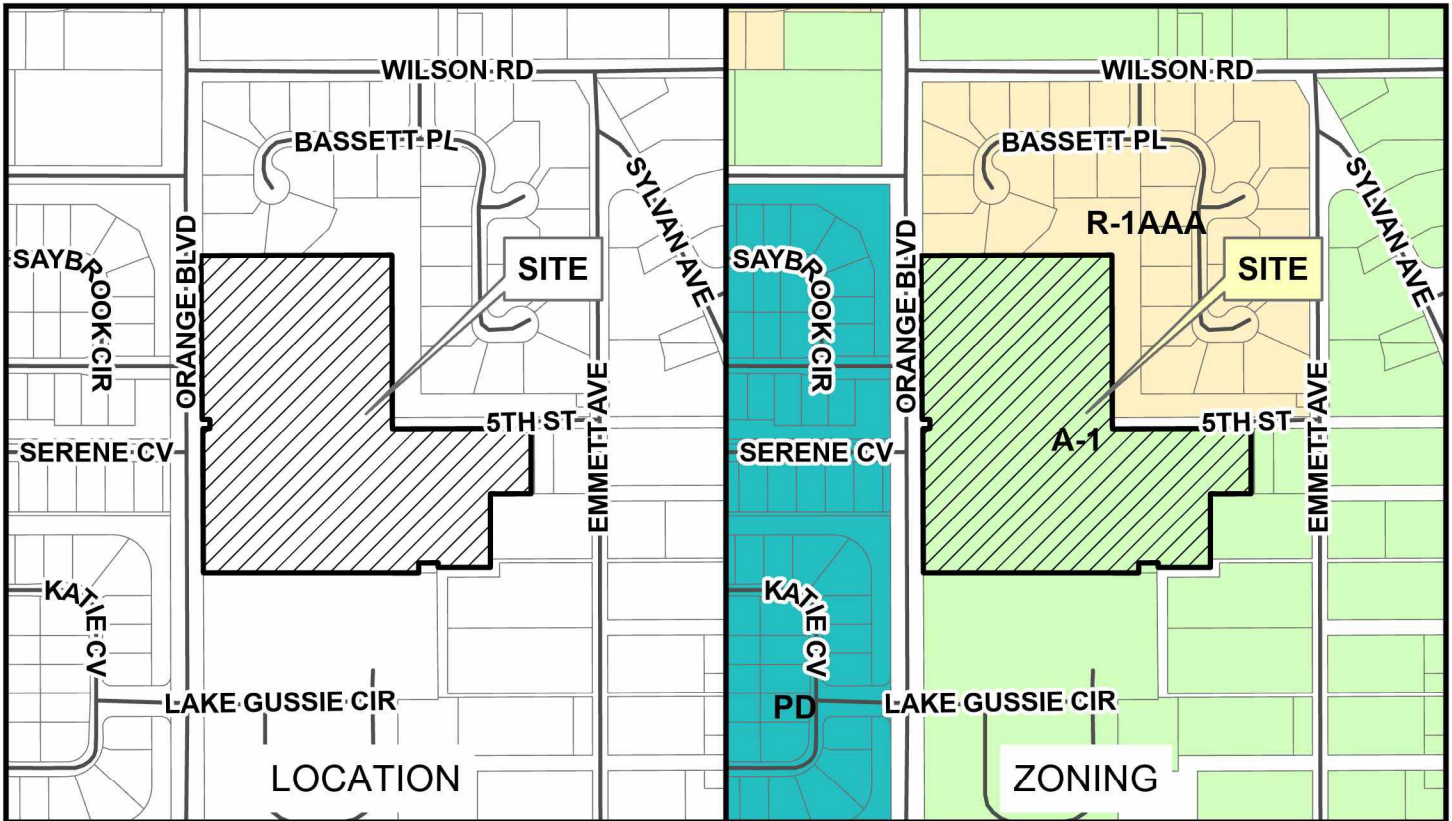 WILSON RD
BASSETT PL
SYLVAN AVE
ORANGE BLVD
SAYBROOK CIR
SITE
5TH ST
SERENE CV
EMMETT AVE
KATIE CV
LAKE GUSSIE CIR
LOCATION
WILSON RD
BASSETT PL
SYLVAN AVE
R-1AAA
ORANGE BLVD
SAYBROOK CIR
SITE
5TH ST
A-1
SERENE CV
EMMETT AVE
KATIE CV
PD
LAKE GUSSIE CIR
ZONING